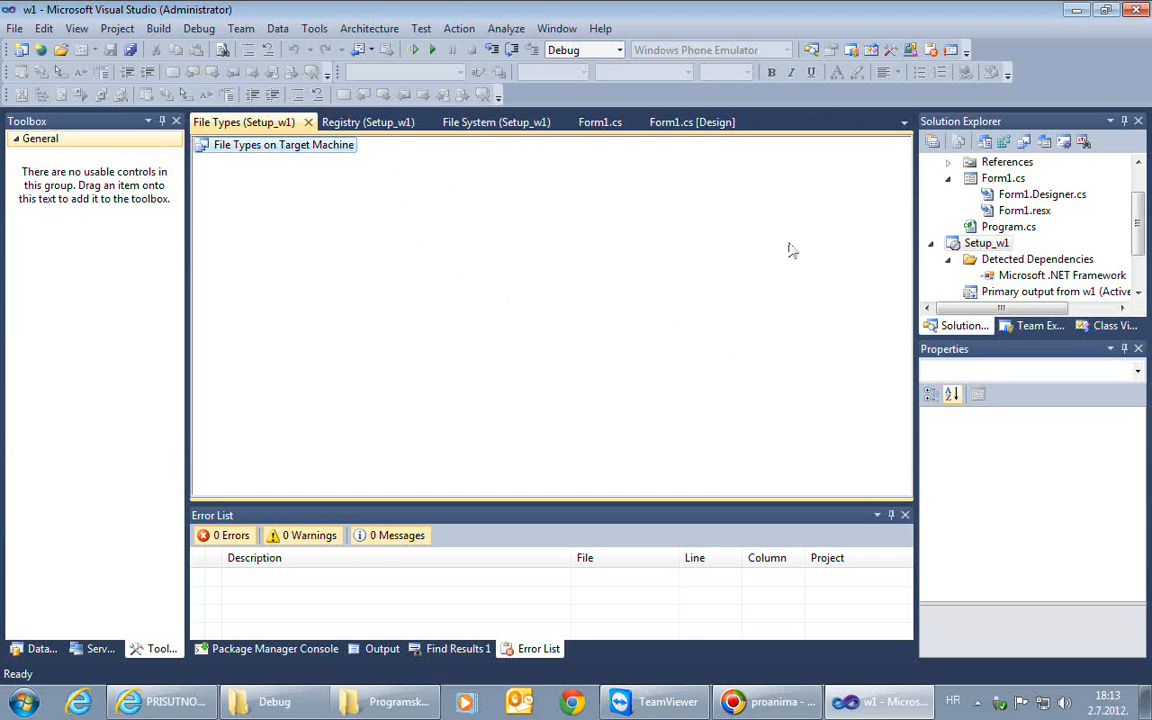 w1 - Microsoft Visual Studio (Administrator)
File Edit View Project Build Debug Team Data Tools Architecture Test Action Analyze Window Help
Debug Windows Phone Emulator
Toolbox
General
There are no usable controls in
this group. Drag an item onto
this text to add it to the toolbox.
File Types (Setup_w1) Registry (Setup_w1) File System (Setup_w1) Form1.cs Form1.cs [Design]
File Types on Target Machine
Solution Explorer
References
Form1.cs
Form1.Designer.cs
Form1.resx
Program.cs
Setup_w1
Detected Dependencies
Microsoft .NET Framework
Primary output from w1 (Active
Solution... Team Ex... Class Vi...
Properties
Error List
0 Errors 0 Warnings 0 Messages
Description File Line Column Project
Data... Serv... Tool... Package Manager Console Output Find Results 1 Error List
Ready
PRISUTNO... Debug Programsk... TeamViewer proanima - ... w1 - Micros... HR 18:13
2.7.2012.